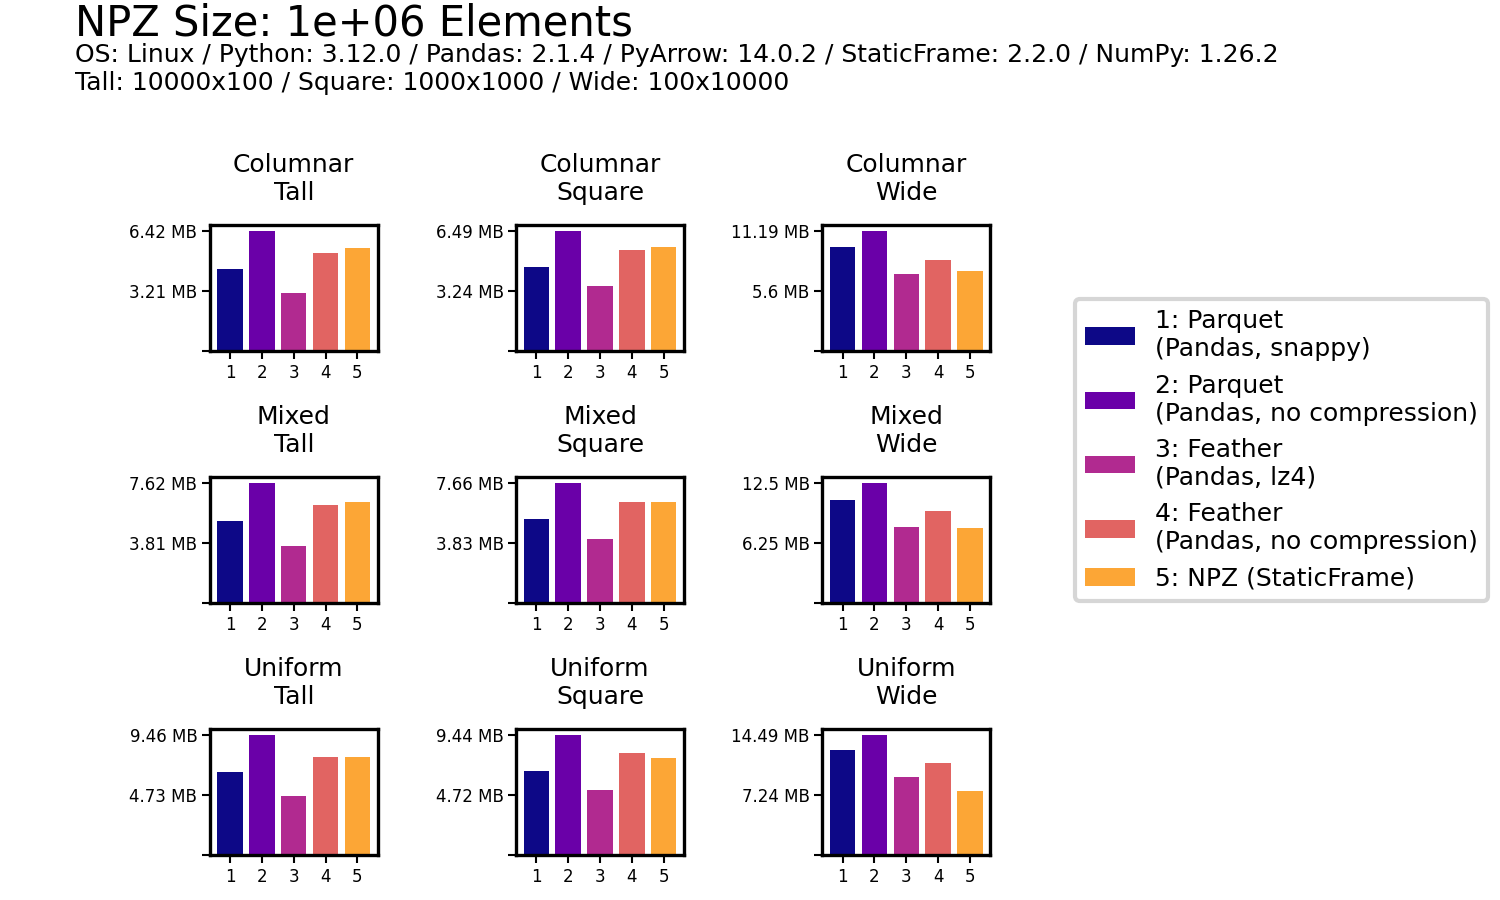 NPZ Size: 1e+06 Elements
OS: Linux / Python: 3.12.0 / Pandas: 2.1.4 / PyArrow: 14.0.2 / StaticFrame: 2.2.0 / NumPy: 1.26.2
Tall: 10000x100 / Square: 1000x1000 / Wide: 100x10000
Columnar
Tall
6.42 MB
3.21 MB
1 2 3 4 5
Columnar
Square
6.49 MB
3.24 MB
1 2 3 4 5
Columnar
Wide
11.19 MB
5.6 MB
1 2 3 4 5
Mixed
Tall
7.62 MB
3.81 MB
1 2 3 4 5
Mixed
Square
7.66 MB
3.83 MB
1 2 3 4 5
Mixed
Wide
12.5 MB
6.25 MB
1 2 3 4 5
Uniform
Tall
9.46 MB
4.73 MB
1 2 3 4 5
Uniform
Square
9.44 MB
4.72 MB
1 2 3 4 5
Uniform
Wide
14.49 MB
7.24 MB
1 2 3 4 5
1: Parquet
(Pandas, snappy)
2: Parquet
(Pandas, no compression)
3: Feather
(Pandas, lz4)
4: Feather
(Pandas, no compression)
5: NPZ (StaticFrame)